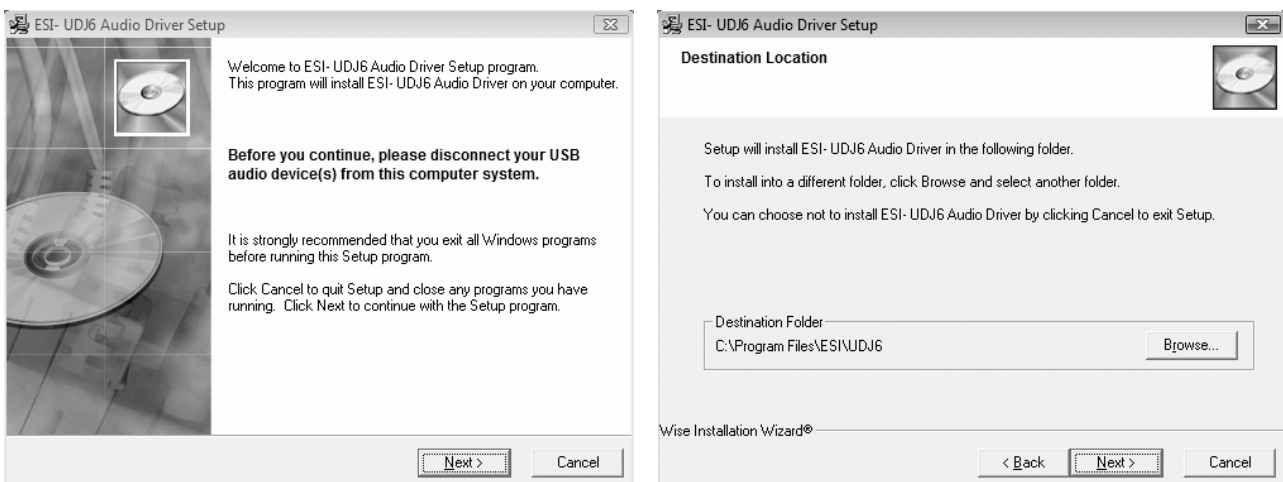 ESI- UDJ6 Audio Driver Setup
Welcome to ESI- UDJ6 Audio Driver Setup program.
This program will install ESI- UDJ6 Audio Driver on your computer.
Before you continue, please disconnect your USB
audio device(s) from this computer system.
It is strongly recommended that you exit all Windows programs
before running this Setup program.
Click Cancel to quit Setup and close any programs you have
running. Click Next to continue with the Setup program.
Next >
Cancel
ESI- UDJ6 Audio Driver Setup
Destination Location
Setup will install ESI- UDJ6 Audio Driver in the following folder.
To install into a different folder, click Browse and select another folder.
You can choose not to install ESI- UDJ6 Audio Driver by clicking Cancel to exit Setup.
Destination Folder
C:\Program Files\ESI\UDJ6
Browse...
Wise Installation Wizard®
< Back
Next >
Cancel